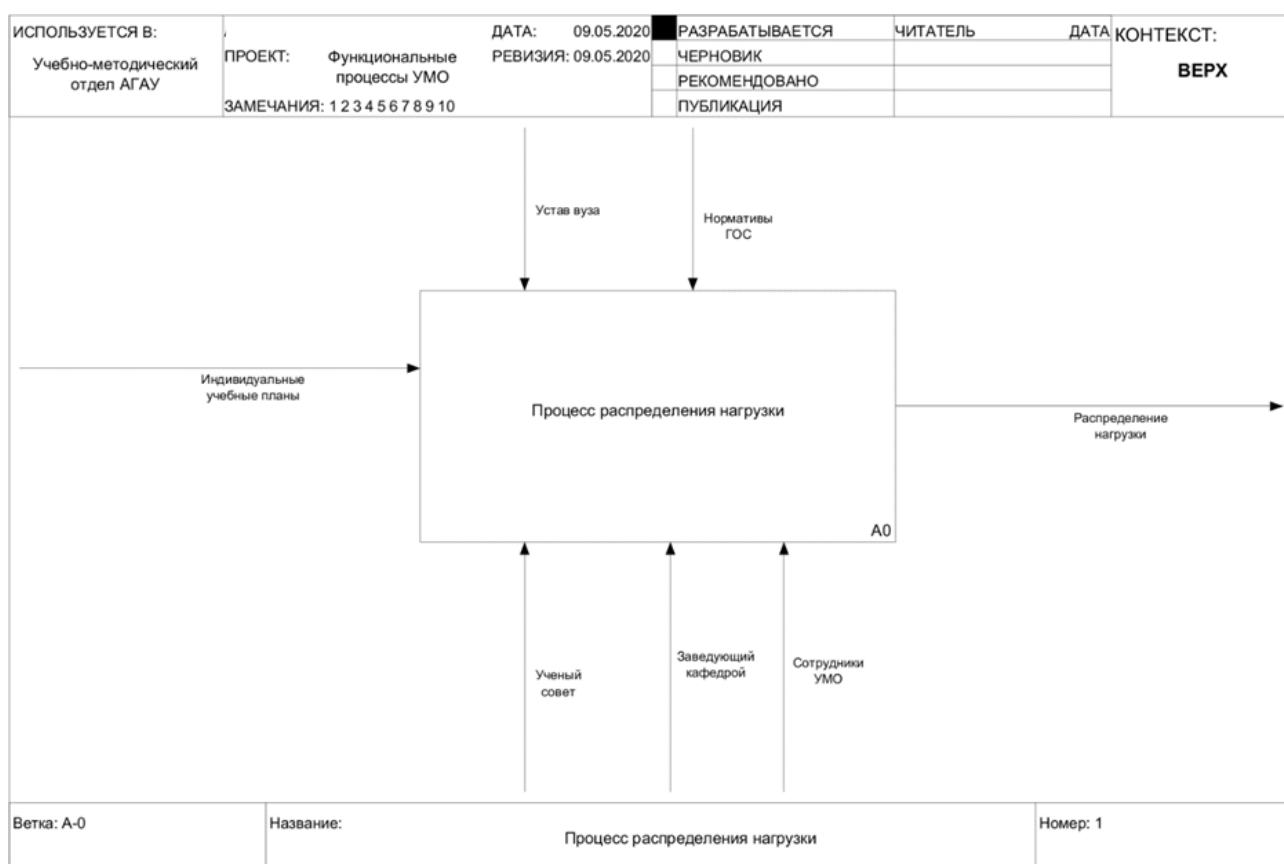 ИСПОЛЬЗУЕТСЯ В:
Учебно-методический
отдел АГАУ
ПРОЕКТ: Функциональные
процессы УМО
ЗАМЕЧАНИЯ: 1 2 3 4 5 6 7 8 9 10
ДАТА: 09.05.2020
РЕВИЗИЯ: 09.05.2020
РАЗРАБАТЫВАЕТСЯ
ЧЕРНОВИК
РЕКОМЕНДОВАНО
ПУБЛИКАЦИЯ
ЧИТАТЕЛЬ ДАТА
КОНТЕКСТ:
ВЕРХ
Устав вуза
Нормативы
ГОС
Индивидуальные
учебные планы
Процесс распределения нагрузки
A0
Распределение
нагрузки
Ученый
совет
Заведующий
кафедрой
Сотрудники
УМО
Ветка: А-0
Название:
Процесс распределения нагрузки
Номер: 1